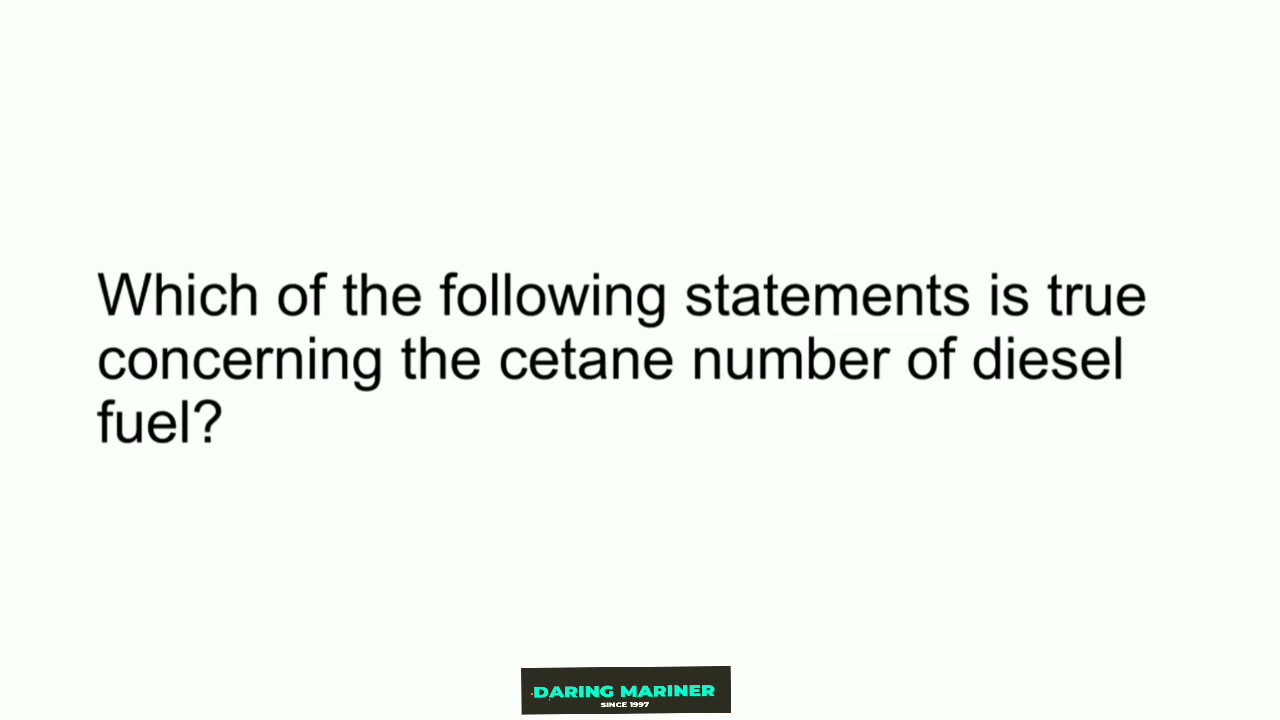 Which of the following statements is true
concerning the cetane number of diesel
fuel?
DARING MARINER
SINCE 1997